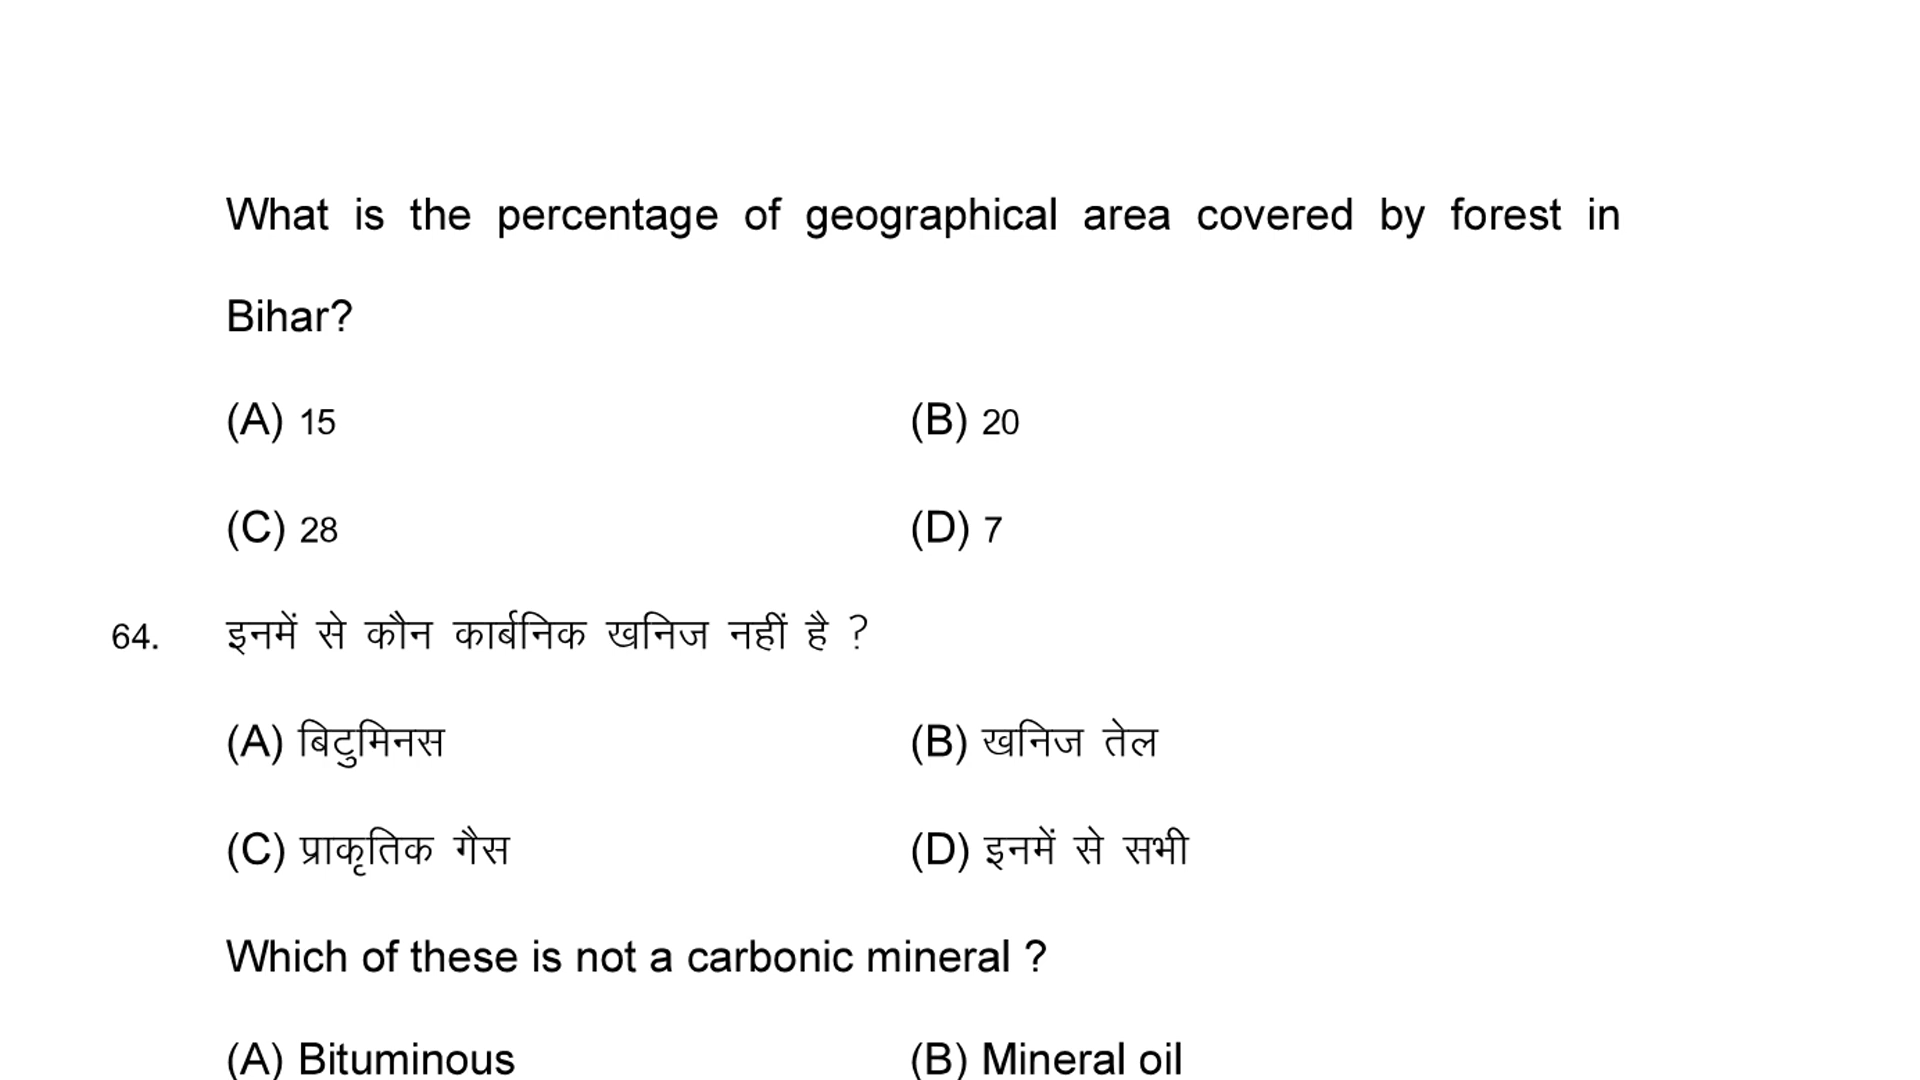 What is the percentage of geographical area covered by forest in
Bihar?
(A) 15 (B) 20
(C) 28 (D) 7
64. इनमें से कौन कार्बनिक खनिज नहीं है ?
(A) बिटुमिनस (B) खनिज तेल
(C) प्राकृतिक गैस (D) इनमें से सभी
Which of these is not a carbonic mineral ?
(A) Bituminous (B) Mineral oil